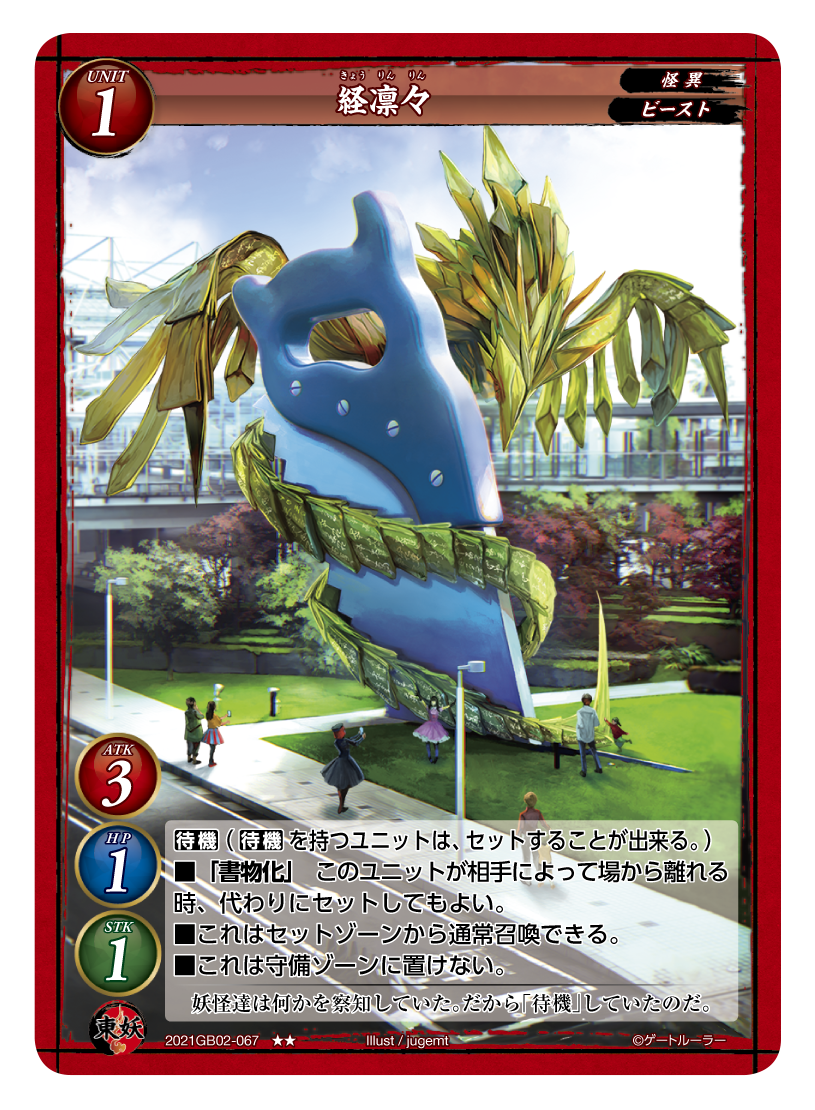 UNIT
1
きょう りん りん
経凛々
怪異
ビースト
ATK
3
HP
1
STK
1
待機（待機を持つユニットは、セットすることが出来る。）
■「書物化」 このユニットが相手によって場から離れる
時、代わりにセットしてもよい。
■これはセットゾーンから通常召喚できる。
■これは守備ゾーンに置けない。
妖怪達は何かを察知していた。だから「待機」していたのだ。
東妖
2021GB02-067 ★★ Illust / jugemt ©ゲートルーラー